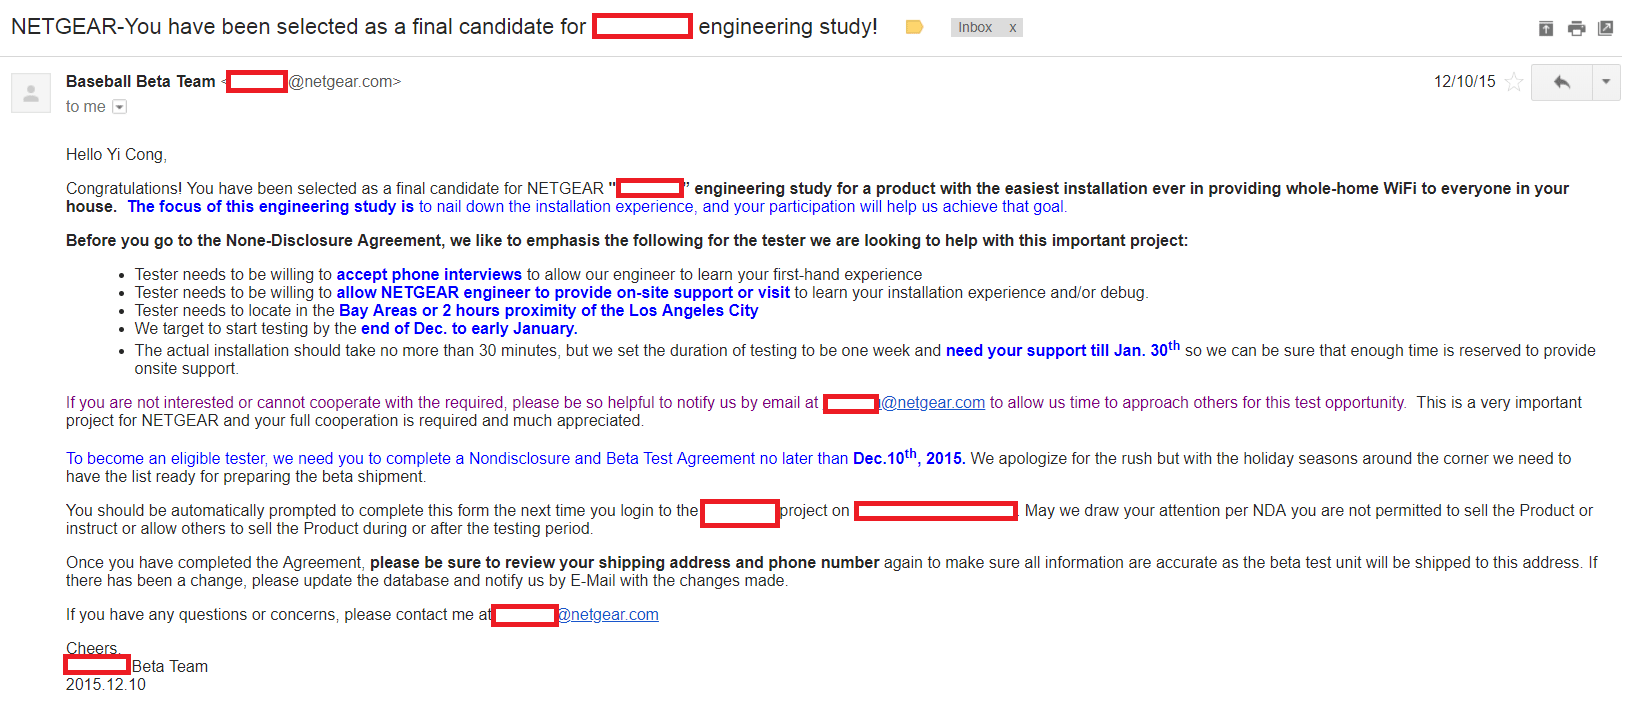 NETGEAR-You have been selected as a final candidate for engineering study!
Inbox x
Baseball Beta Team < @netgear.com>
12/10/15
to me
Hello Yi Cong,
Congratulations! You have been selected as a final candidate for NETGEAR " " engineering study for a product with the easiest installation ever in providing whole-home WiFi to everyone in your
house. The focus of this engineering study is to nail down the installation experience, and your participation will help us achieve that goal.
Before you go to the None-Disclosure Agreement, we like to emphasis the following for the tester we are looking to help with this important project:
• Tester needs to be willing to accept phone interviews to allow our engineer to learn your first-hand experience
• Tester needs to be willing to allow NETGEAR engineer to provide on-site support or visit to learn your installation experience and/or debug.
• Tester needs to locate in the Bay Areas or 2 hours proximity of the Los Angeles City
• We target to start testing by the end of Dec. to early January.
• The actual installation should take no more than 30 minutes, but we set the duration of testing to be one week and need your support till Jan. 30th so we can be sure that enough time is reserved to provide
onsite support.
If you are not interested or cannot cooperate with the required, please be so helpful to notify us by email at @netgear.com to allow us time to approach others for this test opportunity. This is a very important
project for NETGEAR and your full cooperation is required and much appreciated.
To become an eligible tester, we need you to complete a Nondisclosure and Beta Test Agreement no later than Dec.10th, 2015. We apologize for the rush but with the holiday seasons around the corner we need to
have the list ready for preparing the beta shipment.
You should be automatically prompted to complete this form the next time you login to the project on . May we draw your attention per NDA you are not permitted to sell the Product or
instruct or allow others to sell the Product during or after the testing period.
Once you have completed the Agreement, please be sure to review your shipping address and phone number again to make sure all information are accurate as the beta test unit will be shipped to this address. If
there has been a change, please update the database and notify us by E-Mail with the changes made.
If you have any questions or concerns, please contact me at @netgear.com
Cheers,
Beta Team
2015.12.10